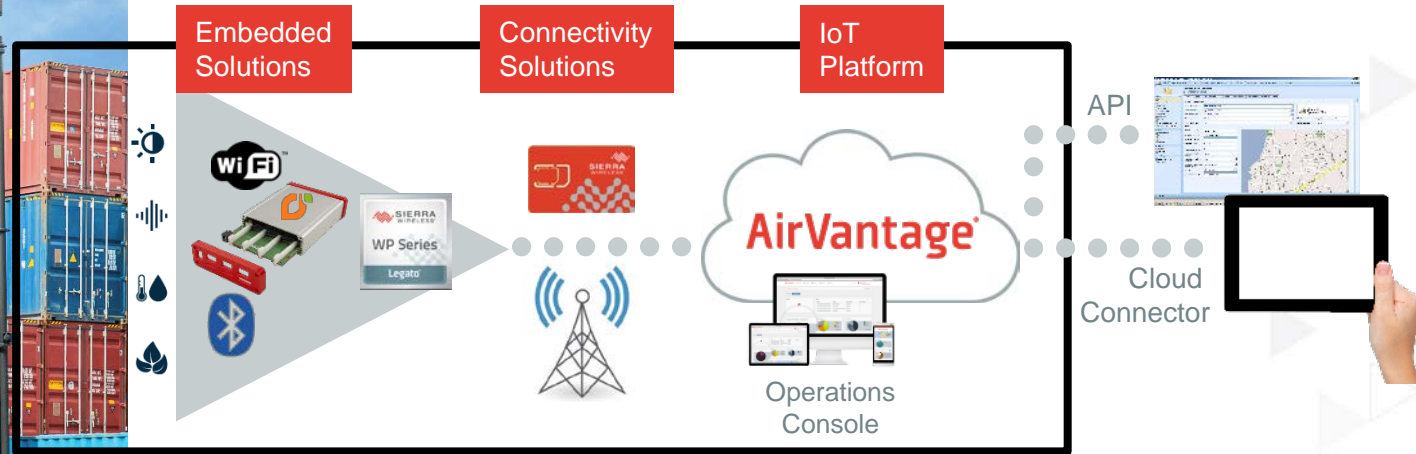 Embedded
Solutions
Connectivity
Solutions
IoT
Platform
API
WiFi
™
SIERRA
WIRELESS
WP Series
Legato
SIERRA
WIRELESS
AirVantage
Operations
Console
Cloud
Connector